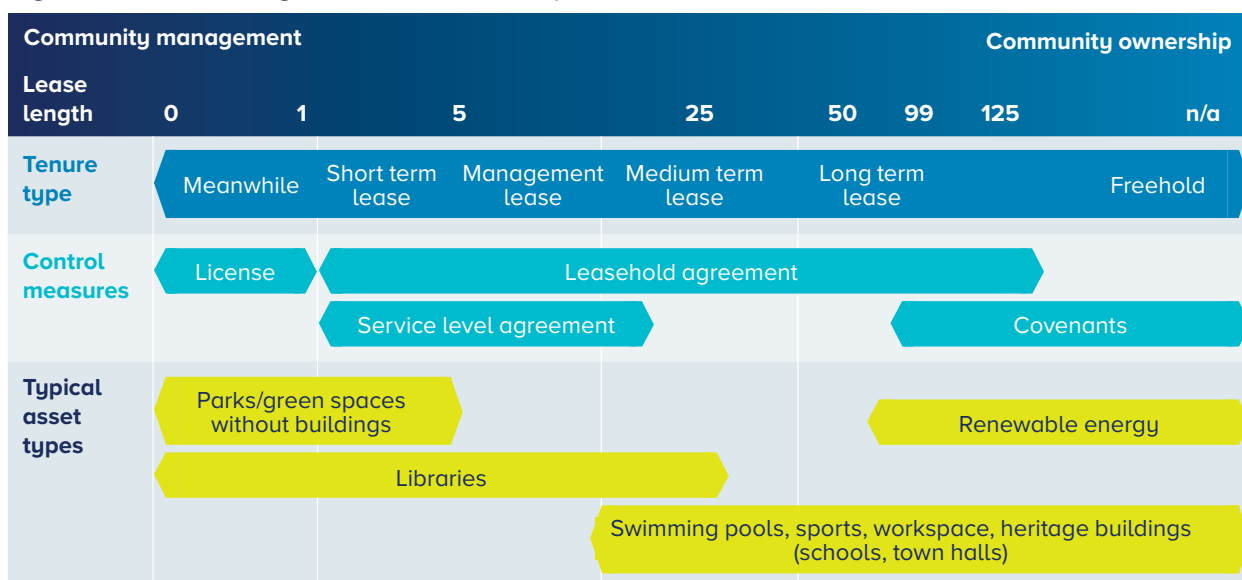 Community management
Community ownership
Lease
length
0 1 5 25 50 99 125 n/a
Tenure
type
Meanwhile
Short term
lease
Management
lease
Medium term
lease
Long term
lease
Freehold
Control
measures
License
Leasehold agreement
Service level agreement
Covenants
Typical
asset
types
Parks/green spaces
without buildings
Renewable energy
Libraries
Swimming pools, sports, workspace, heritage buildings
(schools, town halls)